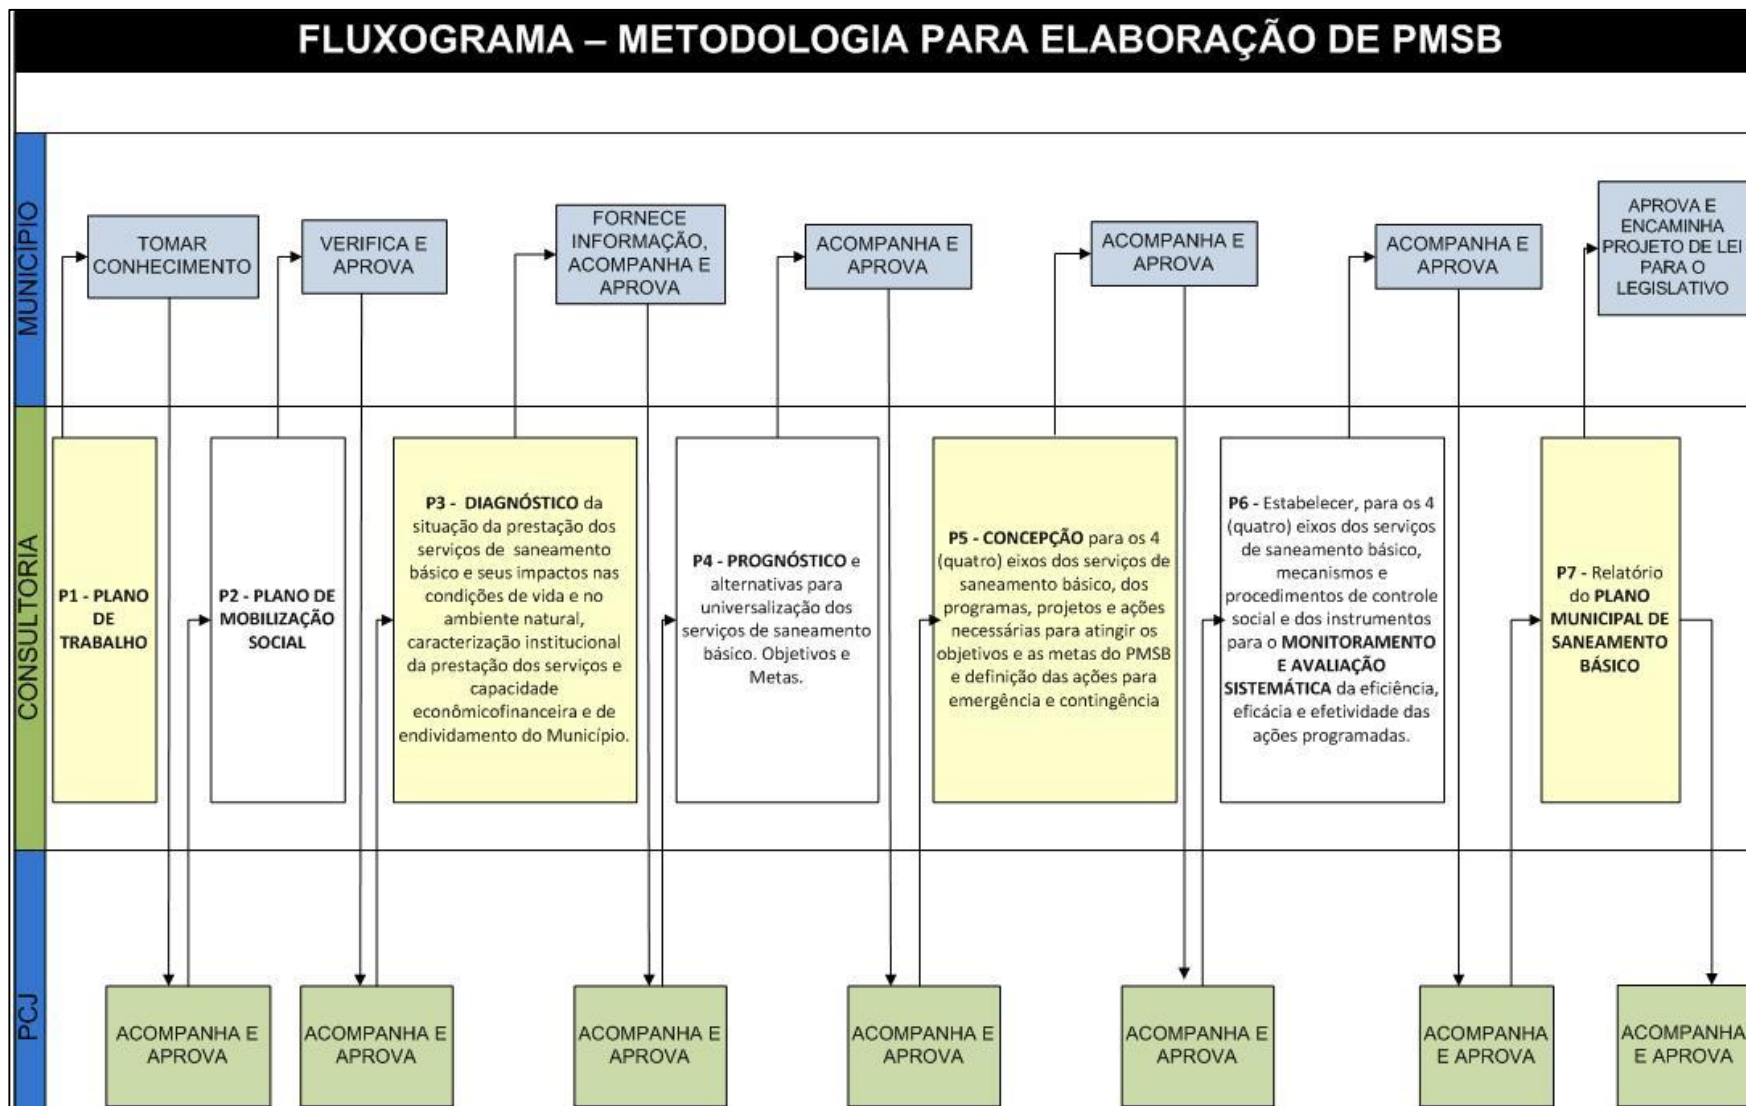 FLUXOGRAMA – METODOLOGIA PARA ELABORAÇÃO DE PMSB
MUNICÍPIO
TOMAR
CONHECIMENTO
VERIFICA E
APROVA
FORNECE
INFORMAÇÃO,
ACOMPANHA E
APROVA
ACOMPANHA E
APROVA
ACOMPANHA E
APROVA
ACOMPANHA E
APROVA
APROVA E
ENCAMINHA
PROJETO DE LEI
PARA O
LEGISLATIVO
CONSULTORIA
P1 - PLANO
DE
TRABALHO
P2 - PLANO DE
MOBILIZAÇÃO
SOCIAL
P3 - DIAGNÓSTICO da
situação da prestação dos
serviços de saneamento
básico e seus impactos nas
condições de vida e no
ambiente natural,
caracterização institucional
da prestação dos serviços e
capacidade
econômicofinanceira e de
endividamento do Município.
P4 - PROGNÓSTICO e
alternativas para
universalização dos
serviços de saneamento
básico. Objetivos e
Metas.
P5 - CONCEPÇÃO para os 4
(quatro) eixos dos serviços de
saneamento básico, dos
programas, projetos e ações
necessárias para atingir os
objetivos e as metas do PMSB
e definição das ações para
emergência e contingência
P6 - Estabelecer, para os 4
(quatro) eixos dos serviços
de saneamento básico,
mecanismos e
procedimentos de controle
social e dos instrumentos
para o MONITORAMENTO
E AVALIAÇÃO
SISTEMÁTICA da eficiência,
eficácia e efetividade das
ações programadas.
P7 - Relatório
do PLANO
MUNICIPAL DE
SANEAMENTO
BÁSICO
PCJ
ACOMPANHA E
APROVA
ACOMPANHA E
APROVA
ACOMPANHA E
APROVA
ACOMPANHA E
APROVA
ACOMPANHA E
APROVA
ACOMPANHA
E APROVA
ACOMPANHA
E APROVA